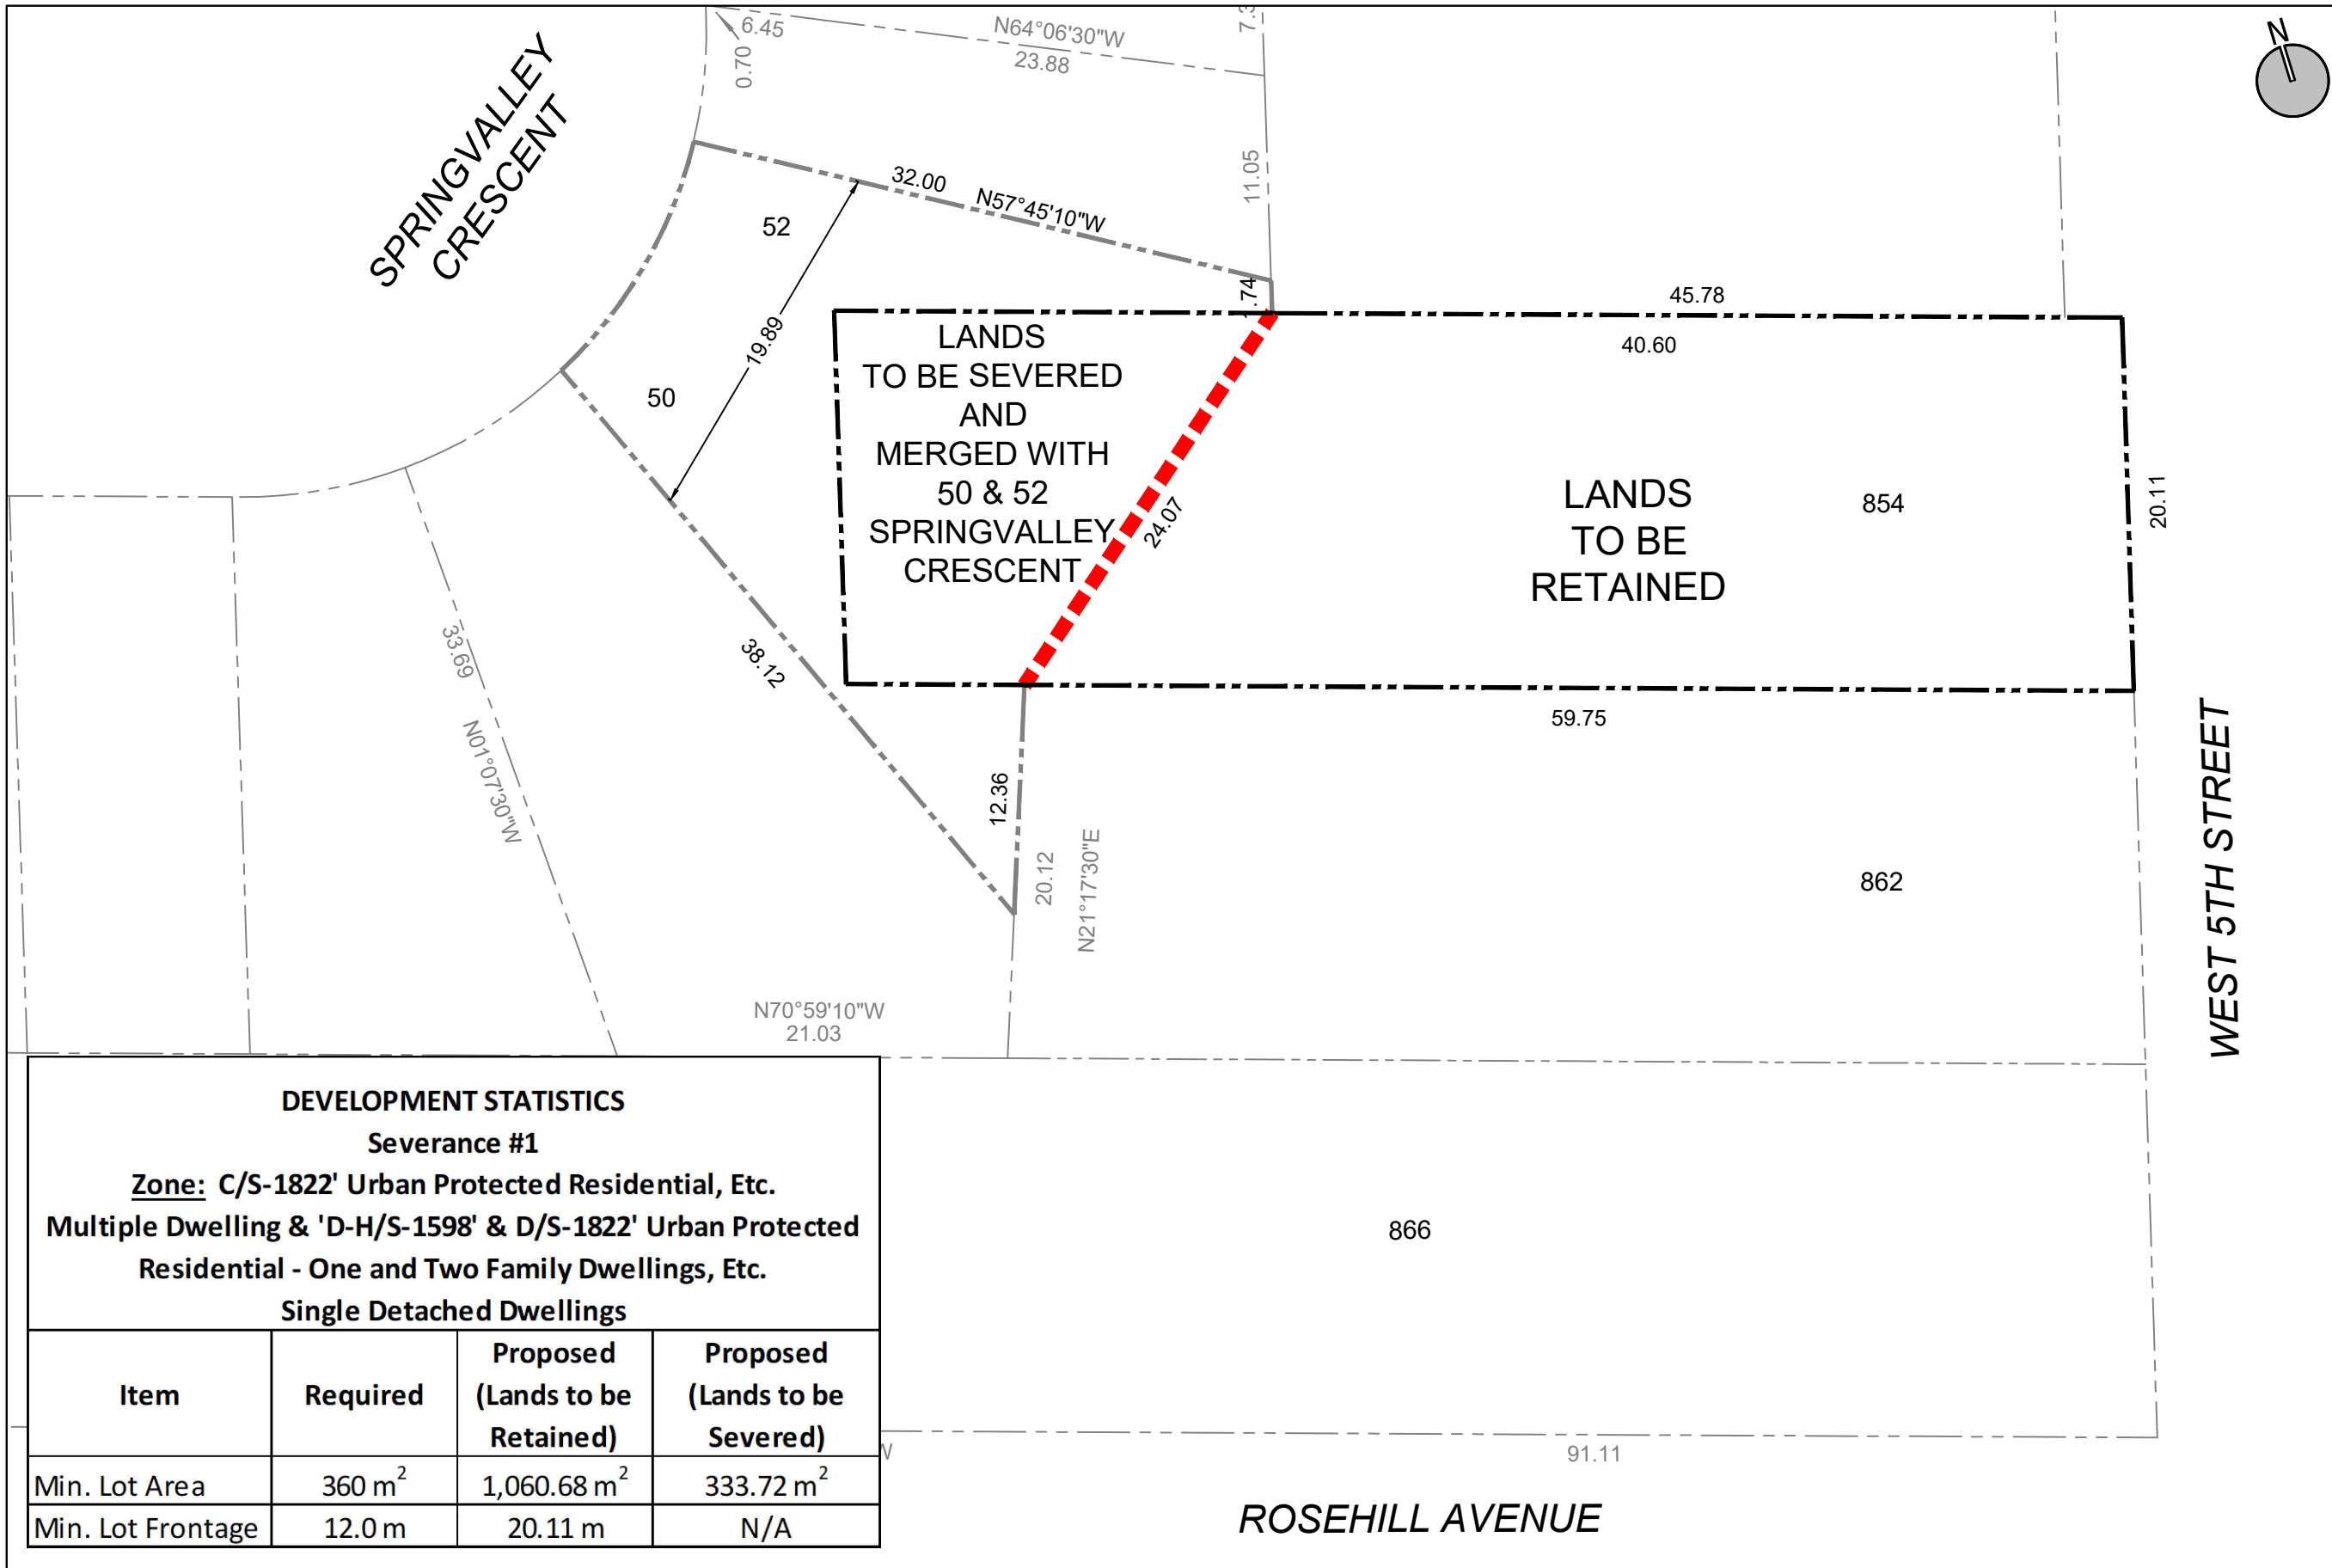 6.45
0.70
N64°06'30"W
23.88
N
SPRINGVALLEY
CRESCENT
11.05
32.00
N57°45'10"W
52
19.89
50
45.78
40.60
LANDS
TO BE SEVERED
AND
MERGED WITH
50 & 52
SPRINGVALLEY
CRESCENT
24.07
LANDS
TO BE
RETAINED
854
20.11
38.12
59.75
33.69
N01°07'30"W
12.36
20.12
N21°17'30"E
862
WEST 5TH STREET
N70°59'10"W
21.03
866
91.11
ROSEHILL AVENUE
DEVELOPMENT STATISTICS
Severance #1
Zone: C/S-1822' Urban Protected Residential, Etc.
Multiple Dwelling & 'D-H/S-1598' & D/S-1822' Urban Protected
Residential - One and Two Family Dwellings, Etc.
Single Detached Dwellings
Item Required Proposed (Lands to be Retained) Proposed (Lands to be Severed)
Min. Lot Area 360 m² 1,060.68 m² 333.72 m²
Min. Lot Frontage 12.0 m 20.11 m N/A